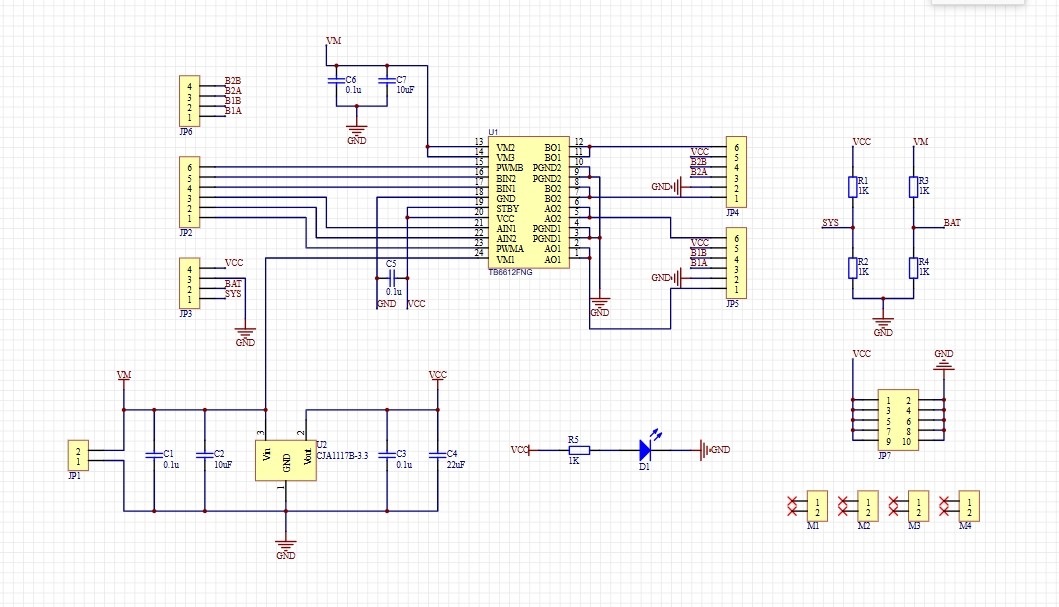 VM
C6
0.1u
C7
10uF
GND
4 B2B
3 B2A
2 B1B
1 B1A
JP6
6
5
4
3
2
1
JP2
4 VCC
3
2 BAT
1 SYS
JP3
GND
U1
13 VM2 BO1 12
14 VM3 BO1 11
15 PWMB PGND2 10
16 BIN2 PGND2 9
17 BIN1 BO2 8
18 GND BO2 7
19 STBY AO2 6
20 VCC AO2 5
21 AIN1 PGND1 4
22 AIN2 PGND1 3
23 PWMA AO1 2
24 VM1 AO1 1
TB6612FNG
C5
0.1u
GND VCC
GND
6
VCC 5
B2B 4
B2A 3
GND 2
1
JP4
6
VCC 5
B1B 4
B1A 3
GND 2
1
JP5
VCC VM
R1
1K
R3
1K
SYS BAT
R2
1K
R4
1K
GND
VCC GND
1 2
3 4
5 6
7 8
9 10
JP7
VM
2
1
JP1
C1
0.1u
C2
10uF
3 2
Vin GND Vout
1
U2
CJA1117B-3.3
VCC
C3
0.1u
C4
22uF
GND
VCC R5
1K
D1
GND
1
2
M1
1
2
M2
1
2
M3
1
2
M4